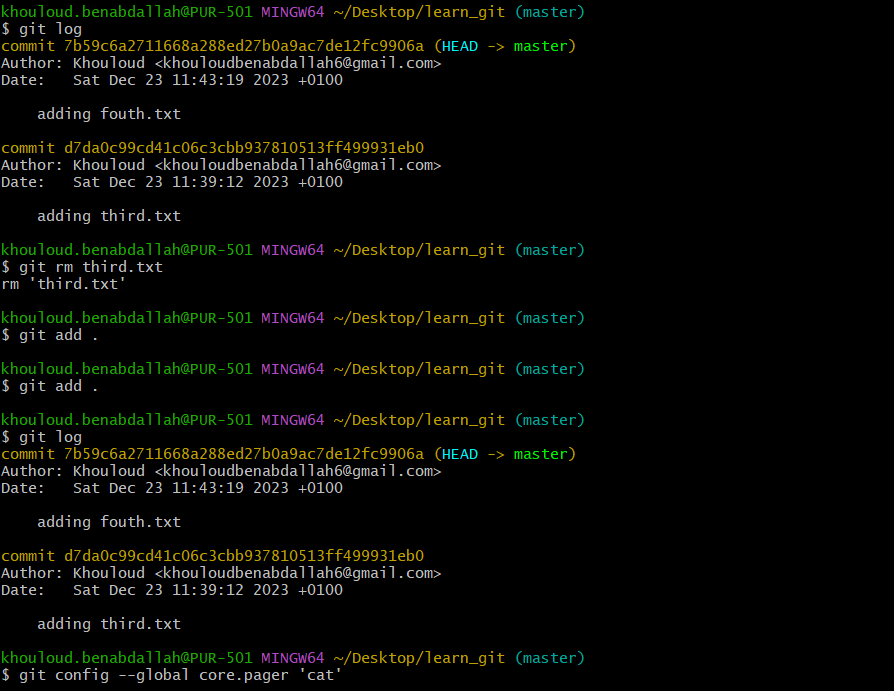 khouloud.benabdallah@PUR-501 MINGW64 ~/Desktop/learn_git (master)
$ git log
commit 7b59c6a2711668a288ed27b0a9ac7de12fc9906a (HEAD -> master)
Author: Khouloud <khouloudbenabdallah6@gmail.com>
Date:   Sat Dec 23 11:43:19 2023 +0100

    adding fouth.txt

commit d7da0c99cd41c06c3cbb937810513ff499931eb0
Author: Khouloud <khouloudbenabdallah6@gmail.com>
Date:   Sat Dec 23 11:39:12 2023 +0100

    adding third.txt

khouloud.benabdallah@PUR-501 MINGW64 ~/Desktop/learn_git (master)
$ git rm third.txt
rm 'third.txt'

khouloud.benabdallah@PUR-501 MINGW64 ~/Desktop/learn_git (master)
$ git add .

khouloud.benabdallah@PUR-501 MINGW64 ~/Desktop/learn_git (master)
$ git add .

khouloud.benabdallah@PUR-501 MINGW64 ~/Desktop/learn_git (master)
$ git log
commit 7b59c6a2711668a288ed27b0a9ac7de12fc9906a (HEAD -> master)
Author: Khouloud <khouloudbenabdallah6@gmail.com>
Date:   Sat Dec 23 11:43:19 2023 +0100

    adding fouth.txt

commit d7da0c99cd41c06c3cbb937810513ff499931eb0
Author: Khouloud <khouloudbenabdallah6@gmail.com>
Date:   Sat Dec 23 11:39:12 2023 +0100

    adding third.txt

khouloud.benabdallah@PUR-501 MINGW64 ~/Desktop/learn_git (master)
$ git config --global core.pager 'cat'